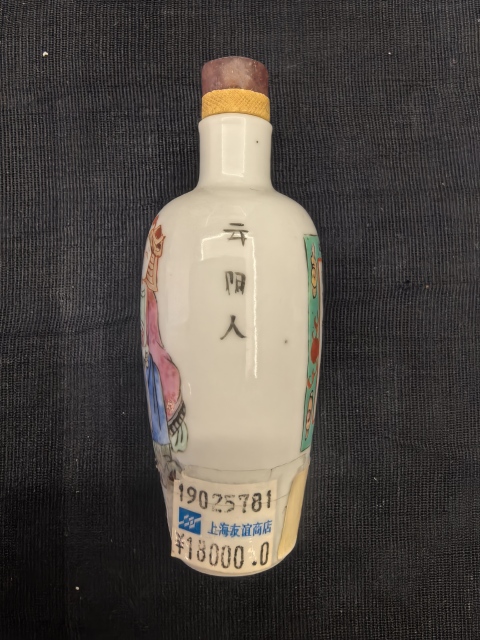 云
阳
人
19025781
上海友谊商店
¥18000.0